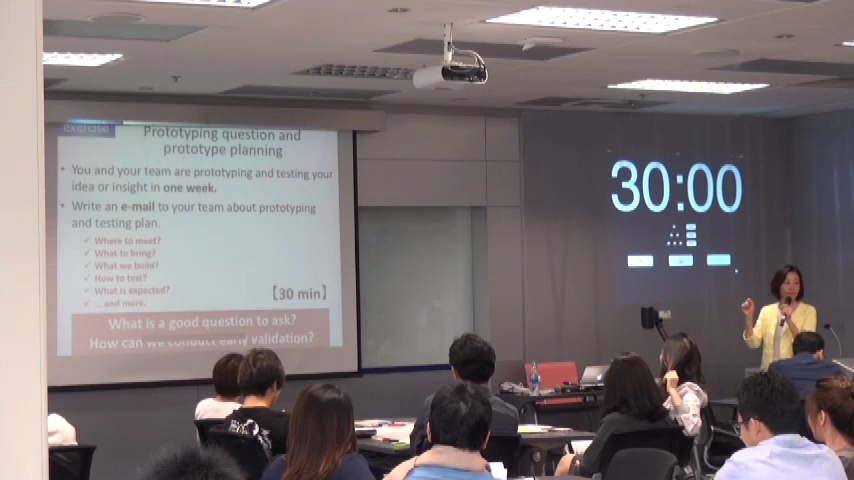 exercise
Prototyping question and
prototype planning
• You and your team are prototyping and testing your
idea or insight in one week.
• Write an e-mail to your team about prototyping
and testing plan.
✓ Where to meet?
✓ What to bring?
✓ What we build?
✓ How to test?
✓ What is expected?
✓ ... and more.
【30 min】
What is a good question to ask?
How can we conduct early validation?
30:00